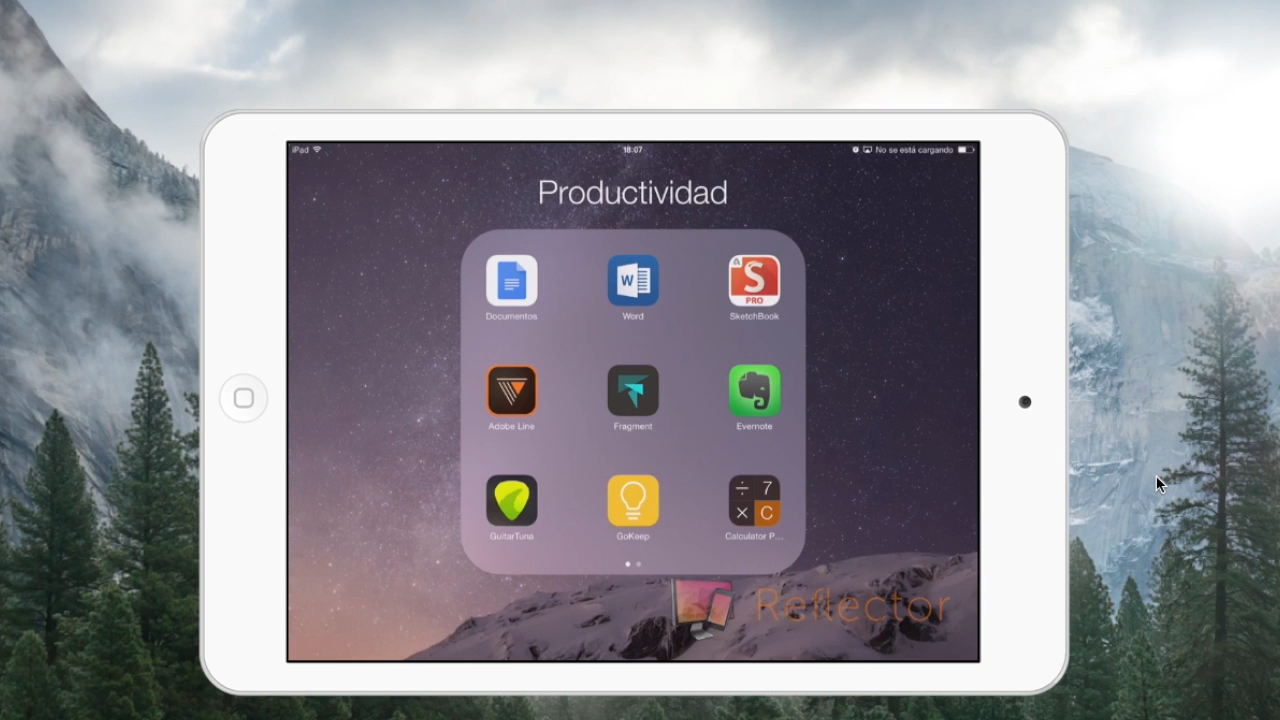 iPad
18:07
No se está cargando
Productividad
Documentos
W
Word
S
PRO
SketchBook
Adobe Line
Fragment
Evernote
GuitarTuna
GoKeep
÷ 7
× C
Calculator P...
Reflector